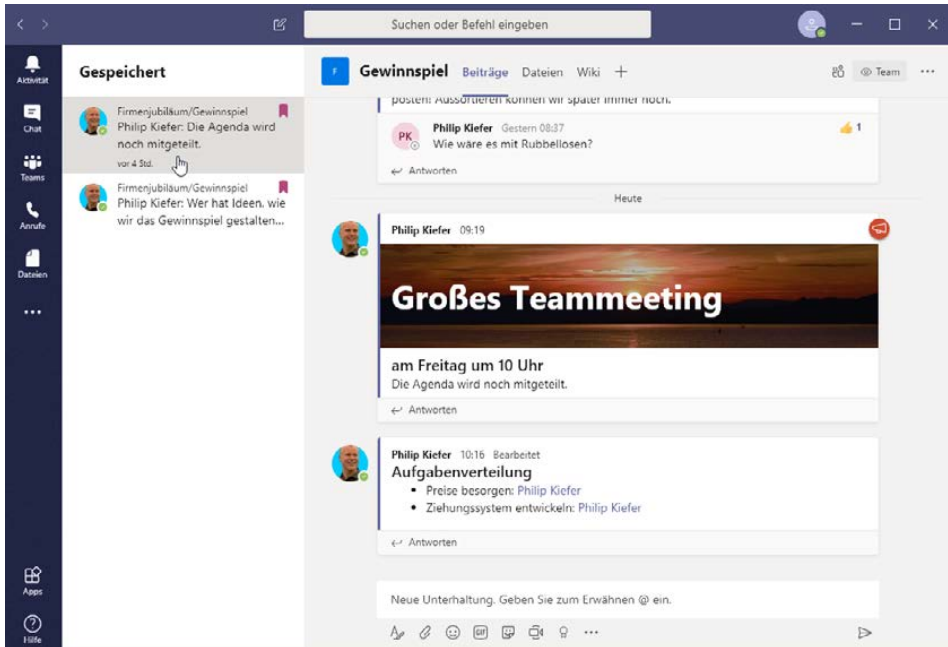 Suchen oder Befehl eingeben
Aktivität
Chat
Teams
Anrufe
Dateien
Apps
Hilfe
Gespeichert
Firmenjubiläum/Gewinnspiel
Philip Kiefer: Die Agenda wird
noch mitgeteilt.
vor 4 Std.
Firmenjubiläum/Gewinnspiel
Philip Kiefer: Wer hat Ideen, wie
wir das Gewinnspiel gestalten...
F
Gewinnspiel Beiträge Dateien Wiki
Team
posten! Aussortieren können wir später immer noch.
PK
Philip Kiefer Gestern 08:37
1
Wie wäre es mit Rubbellosen?
Antworten
Heute
Philip Kiefer 09:19
Großes Teammeeting
am Freitag um 10 Uhr
Die Agenda wird noch mitgeteilt.
Antworten
Philip Kiefer 10:16 Bearbeitet
Aufgabenverteilung
Preise besorgen: Philip Kiefer
Ziehungssystem entwickeln: Philip Kiefer
Antworten
Neue Unterhaltung. Geben Sie zum Erwähnen @ ein.
GIF